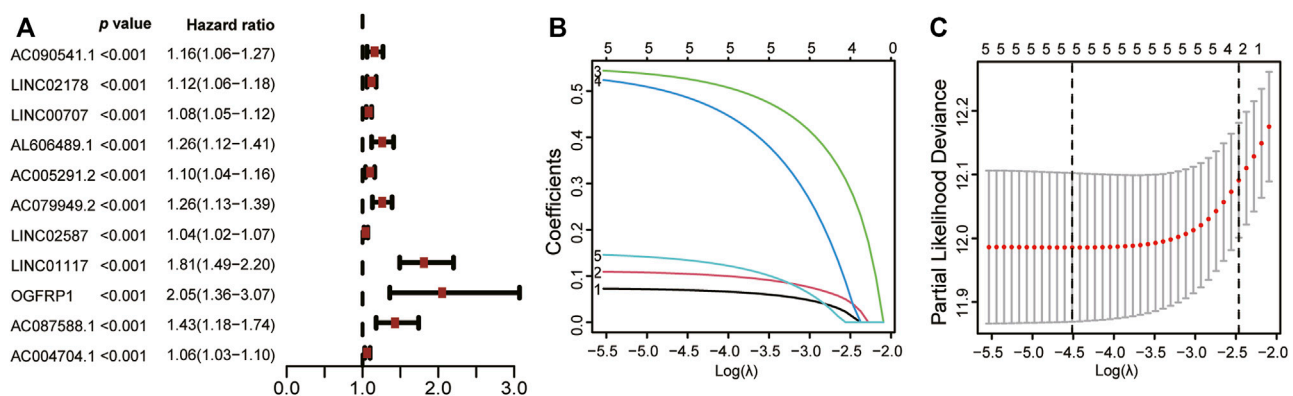 A
p value Hazard ratio
AC090541.1 <0.001 1.16(1.06−1.27)
LINC02178 <0.001 1.12(1.06−1.18)
LINC00707 <0.001 1.08(1.05−1.12)
AL606489.1 <0.001 1.26(1.12−1.41)
AC005291.2 <0.001 1.10(1.04−1.16)
AC079949.2 <0.001 1.26(1.13−1.39)
LINC02587 <0.001 1.04(1.02−1.07)
LINC01117 <0.001 1.81(1.49−2.20)
OGFRP1 <0.001 2.05(1.36−3.07)
AC087588.1 <0.001 1.43(1.18−1.74)
AC004704.1 <0.001 1.06(1.03−1.10)
0.0 1.0 2.0 3.0
B
5 5 5 5 5 5 4 0
Coefficients
0.5
0.4
0.3
0.2
0.1
0.0
3
4
5
2
1
−5.5 −5.0 −4.5 −4.0 −3.5 −3.0 −2.5 −2.0
Log(λ)
C
5 5 5 5 5 5 5 5 5 5 5 5 5 5 5 4 2 1
Partial Likelihood Deviance
12.2
12.1
12.0
11.9
−5.5 −5.0 −4.5 −4.0 −3.5 −3.0 −2.5 −2.0
Log(λ)